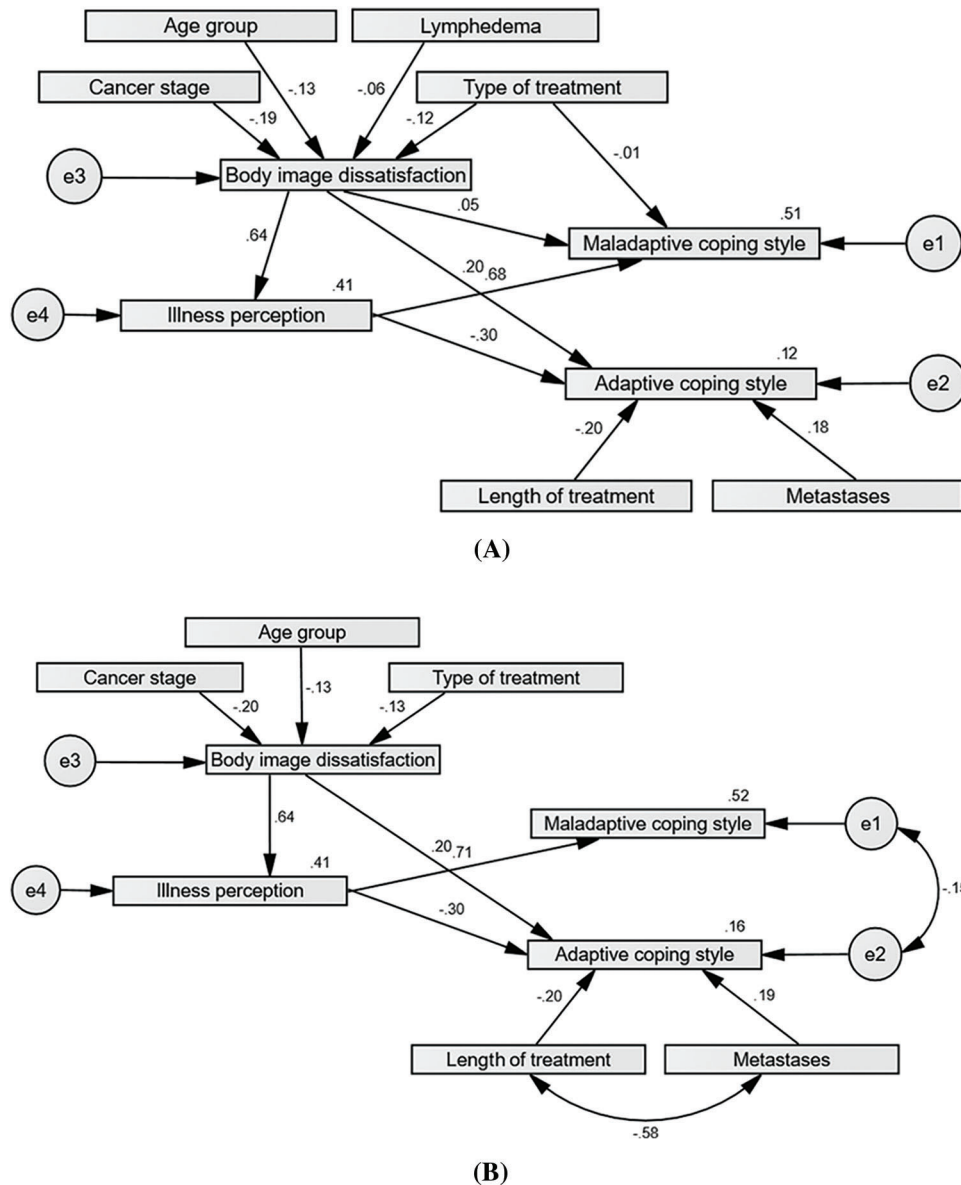 Age group
Lymphedema
Cancer stage
Type of treatment
-.13
-.06
-.19
-.12
e3
Body image dissatisfaction
-.01
.05
.51
.64
Maladaptive coping style
e1
.20
.68
.41
e4
Illness perception
-.30
.12
Adaptive coping style
e2
-.20
.18
Length of treatment
Metastases
(A)
Age group
Cancer stage
Type of treatment
-.20
-.13
-.13
e3
Body image dissatisfaction
.52
.64
Maladaptive coping style
e1
.20
.71
.41
e4
Illness perception
-.15
-.30
.16
Adaptive coping style
e2
-.20
.19
Length of treatment
Metastases
-.58
(B)